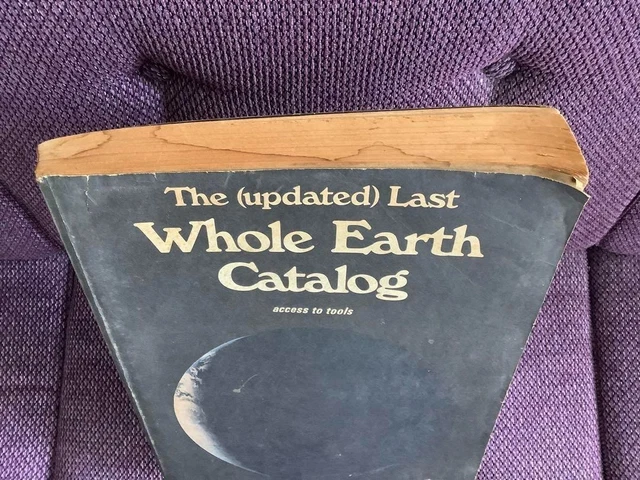 The (updated) Last
Whole Earth
Catalog
access to tools